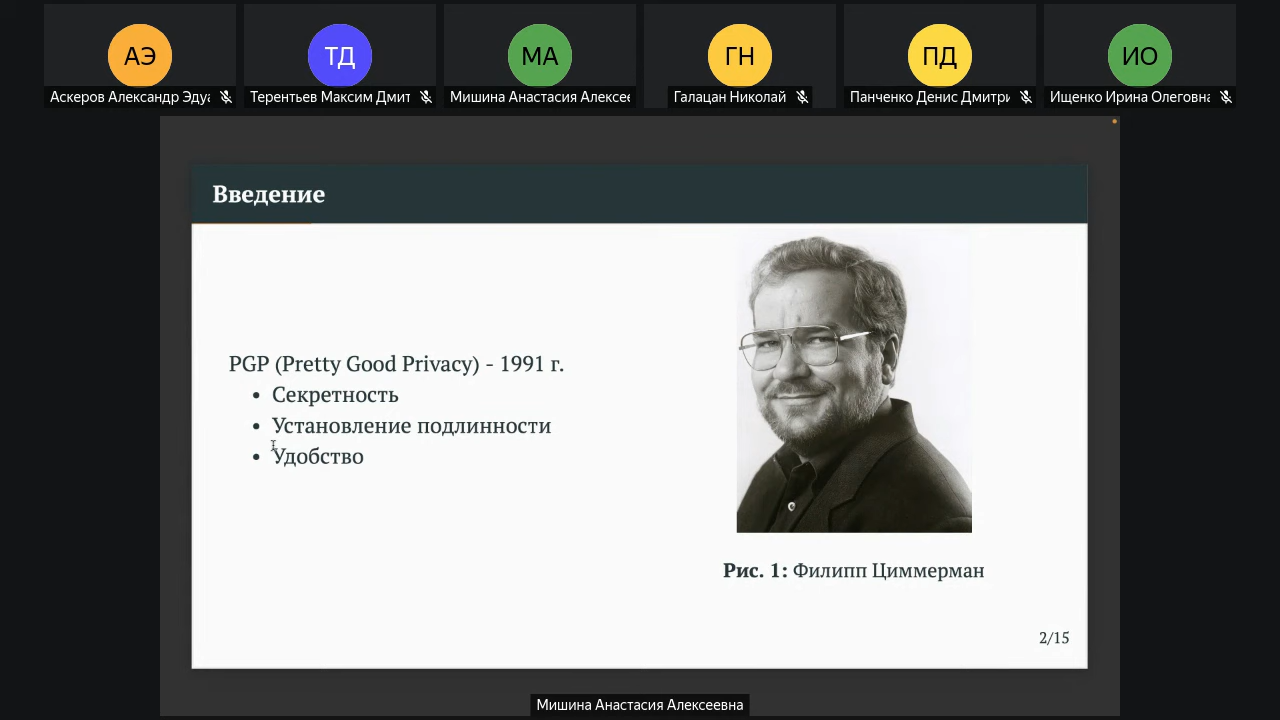 АЭ
ТД
МА
ГН
ПД
ИО
Аскеров Александр Эдуа
Терентьев Максим Дмит
Мишина Анастасия Алексее
Галацан Николай
Панченко Денис Дмитри
Ищенко Ирина Олеговна
Введение
PGP (Pretty Good Privacy) - 1991 г.
• Секретность
• Установление подлинности
• Удобство
Рис. 1: Филипп Циммерман
2/15
Мишина Анастасия Алексеевна